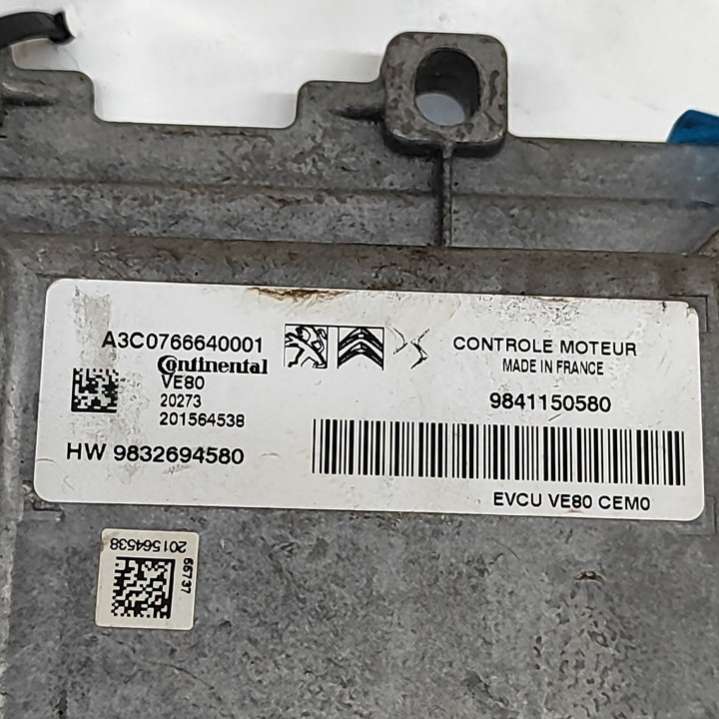 A3C0766640001
Continental
VE80
20273
201564538
HW 9832694580
CONTROLE MOTEUR
MADE IN FRANCE
9841150580
EVCU VE80 CEM0
201564538
65737